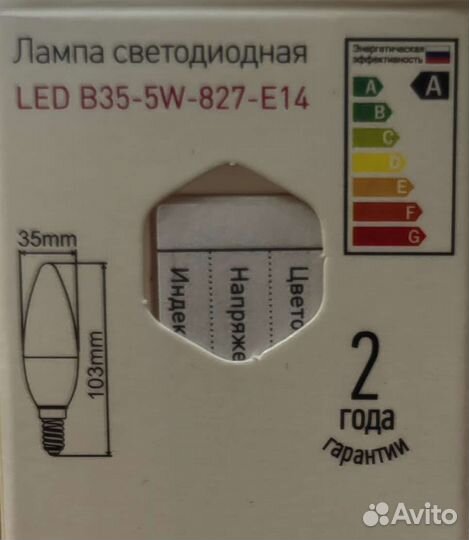 Лампа светодиодная
LED B35-5W-827-E14
Энергетическая
эффективность
A
A
B
C
D
E
F
G
35mm
103mm
Индек
Напряже
Цвето
2
года
гарантии
Avito